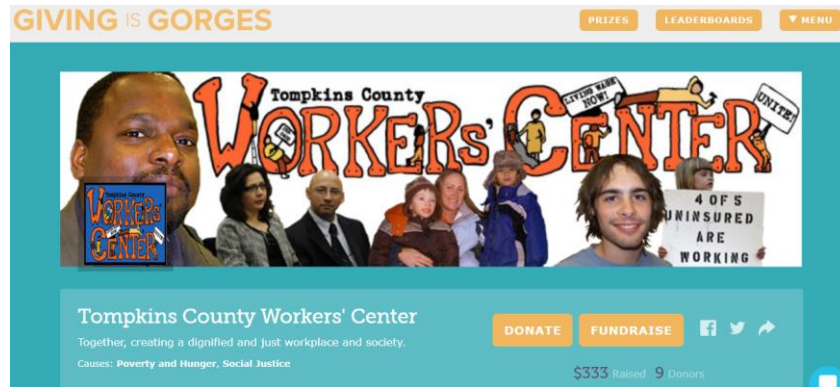 GIVING IS GORGES
PRIZES
LEADERBOARDS
▼ MENU
Tompkins County
WORKERS' CENTER
LIVING WAGE NOW!
UNITE!
Tompkins County
WORKERS'
CENTER
4 OF 5
UNINSURED
ARE
WORKING
Tompkins County Workers' Center
Together, creating a dignified and just workplace and society.
Causes: Poverty and Hunger, Social Justice
DONATE
FUNDRAISE
$333 Raised 9 Donors